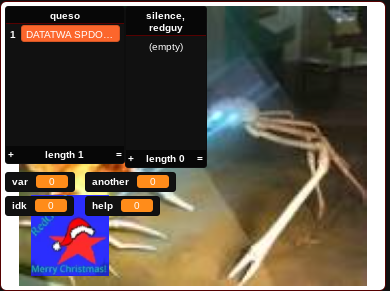 queso
1 DATATWA SPDO...
+ length 1 =
silence,
redguy
(empty)
+ length 0 =
var 0
another 0
idk 0
help 0
Merry Christmas!